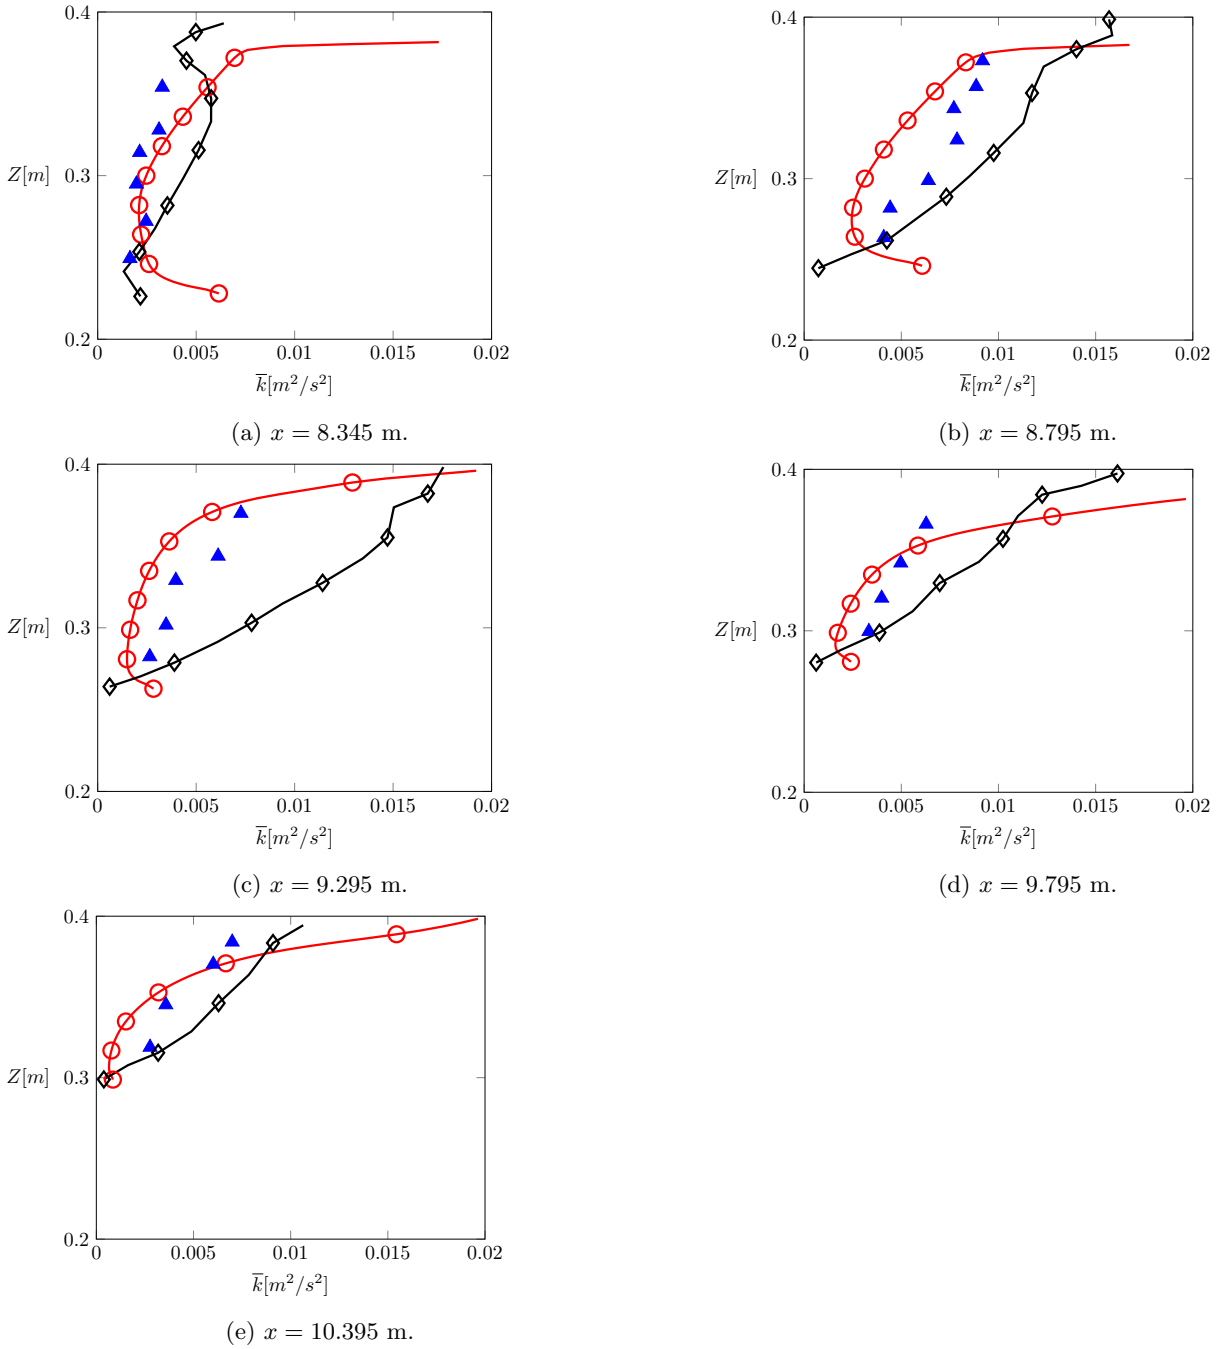 0.4
Z[m] 0.3
0.2
0 0.005 0.01 0.015 0.02
k̅[m²/s²]
(a) x = 8.345 m.
0.4
Z[m] 0.3
0.2
0 0.005 0.01 0.015 0.02
k̅[m²/s²]
(b) x = 8.795 m.
0.4
Z[m] 0.3
0.2
0 0.005 0.01 0.015 0.02
k̅[m²/s²]
(c) x = 9.295 m.
0.4
Z[m] 0.3
0.2
0 0.005 0.01 0.015 0.02
k̅[m²/s²]
(d) x = 9.795 m.
0.4
Z[m] 0.3
0.2
0 0.005 0.01 0.015 0.02
k̅[m²/s²]
(e) x = 10.395 m.